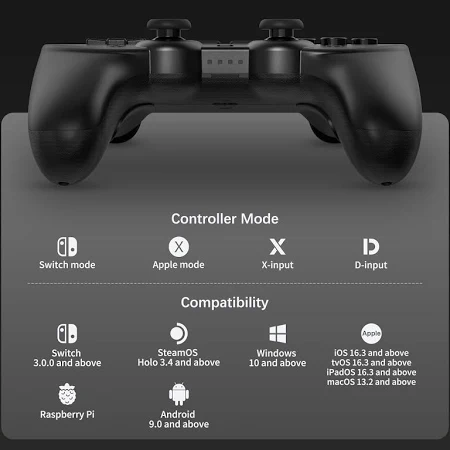 Controller Mode
Switch mode
Apple mode
X-input
D-input
Compatibility
Switch
3.0.0 and above
SteamOS
Holo 3.4 and above
Windows
10 and above
Apple
iOS 16.3 and above
tvOS 16.3 and above
iPadOS 16.3 and above
macOS 13.2 and above
Raspberry Pi
Android
9.0 and above